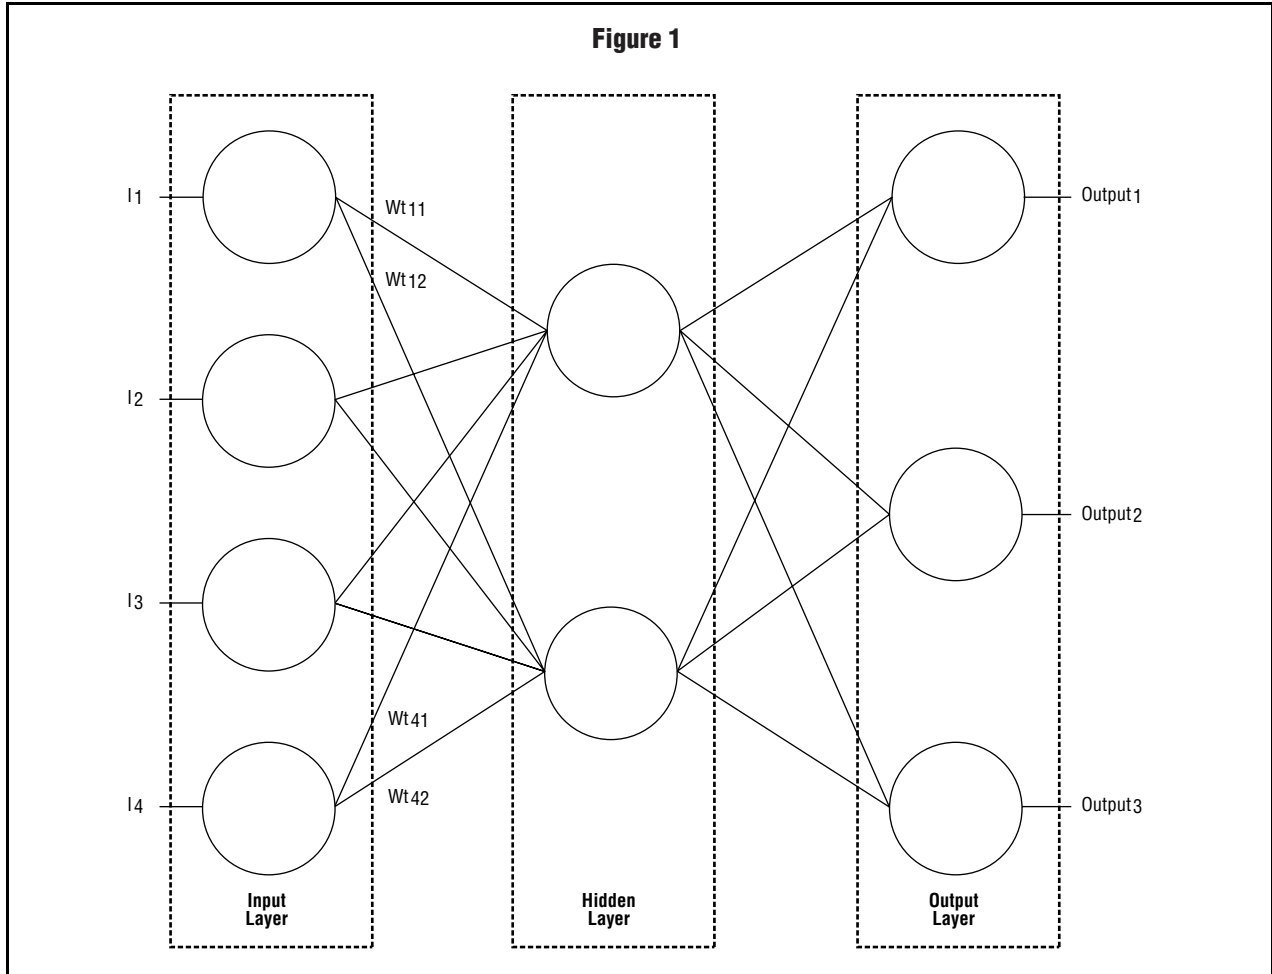 Figure 1
I1
Wt11
Output1
Wt12
I2
Output2
I3
Wt41
Wt42
I4
Output3
Input
Layer
Hidden
Layer
Output
Layer